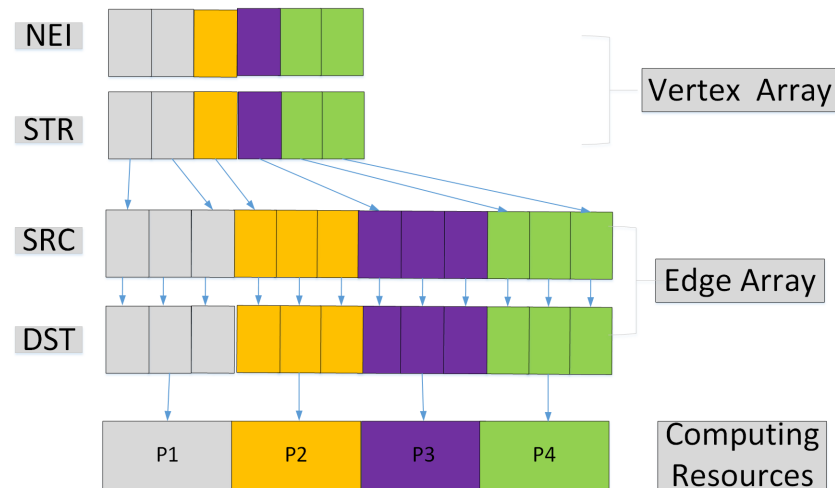 NEI
STR
Vertex Array
SRC
Edge Array
DST
P1 P2 P3 P4
Computing
Resources